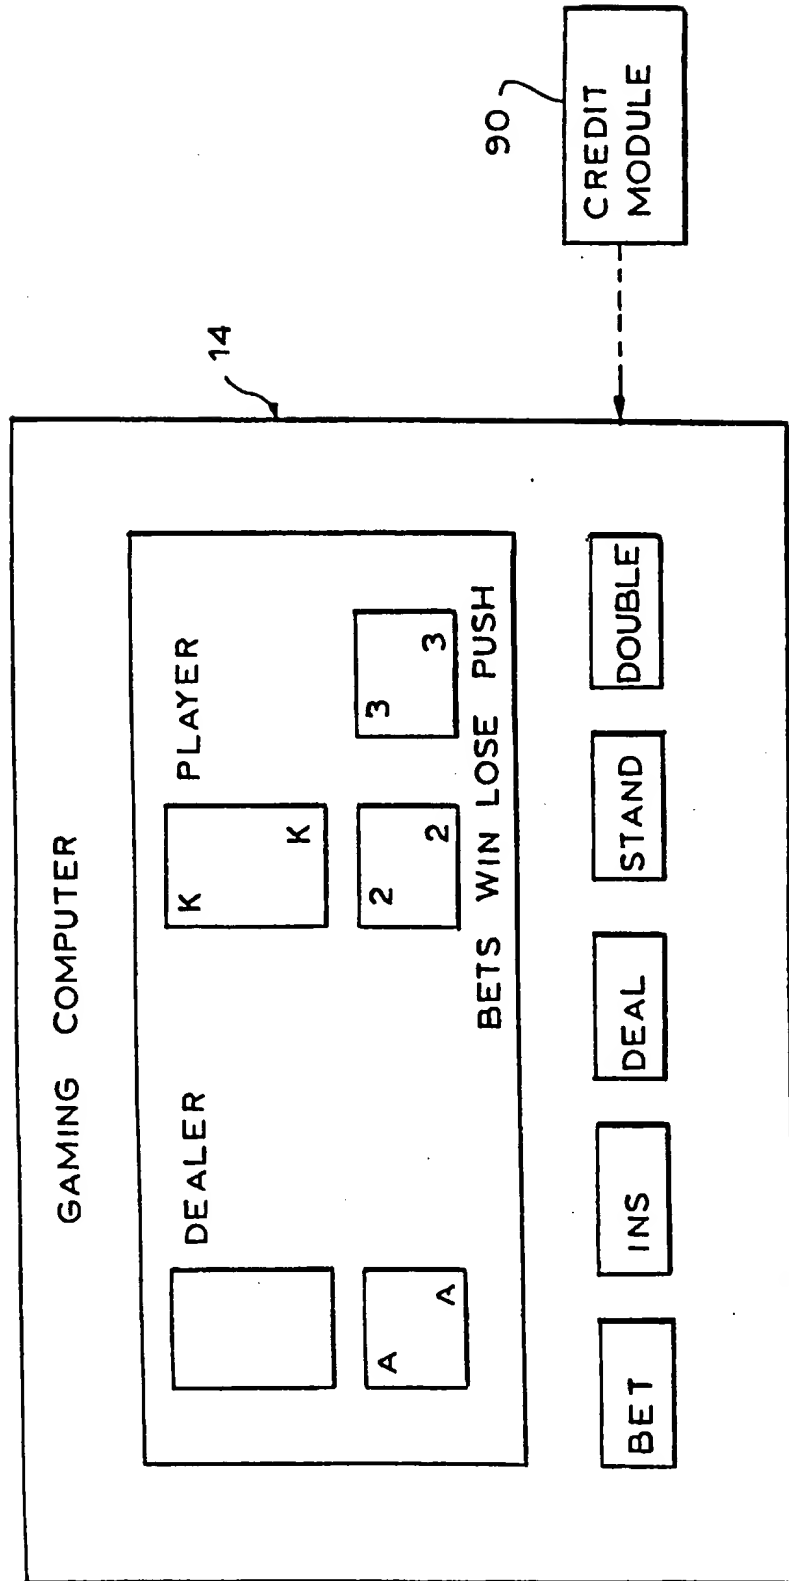 GAMING COMPUTER
14
DEALER
PLAYER
K
K
A
A
2
2
3
3
BETS WIN LOSE PUSH
BET
INS
DEAL
STAND
DOUBLE
90
CREDIT
MODULE